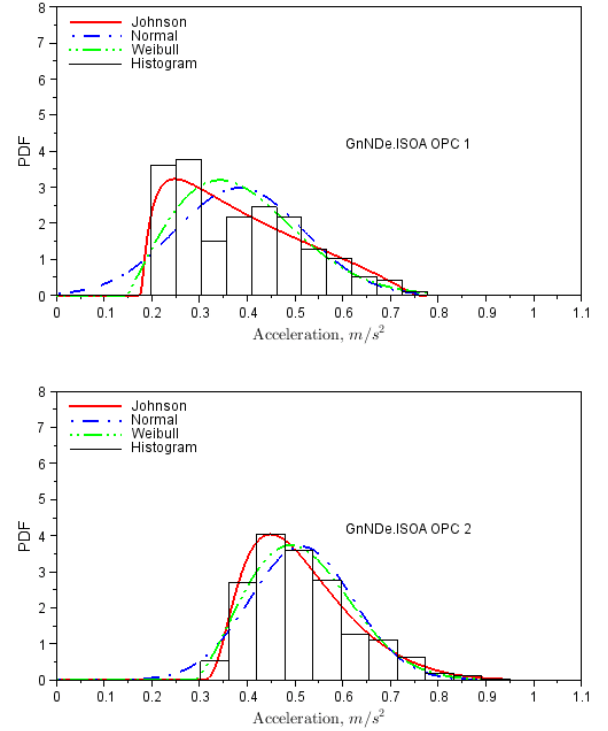 8
7
6
5
4
3
2
1
0
PDF
Johnson
Normal
Weibull
Histogram
GnNDe.ISOA OPC 1
0 0.1 0.2 0.3 0.4 0.5 0.6 0.7 0.8 0.9 1 1.1
Acceleration, m/s²
8
7
6
5
4
3
2
1
0
PDF
Johnson
Normal
Weibull
Histogram
GnNDe.ISOA OPC 2
0 0.1 0.2 0.3 0.4 0.5 0.6 0.7 0.8 0.9 1 1.1
Acceleration, m/s²